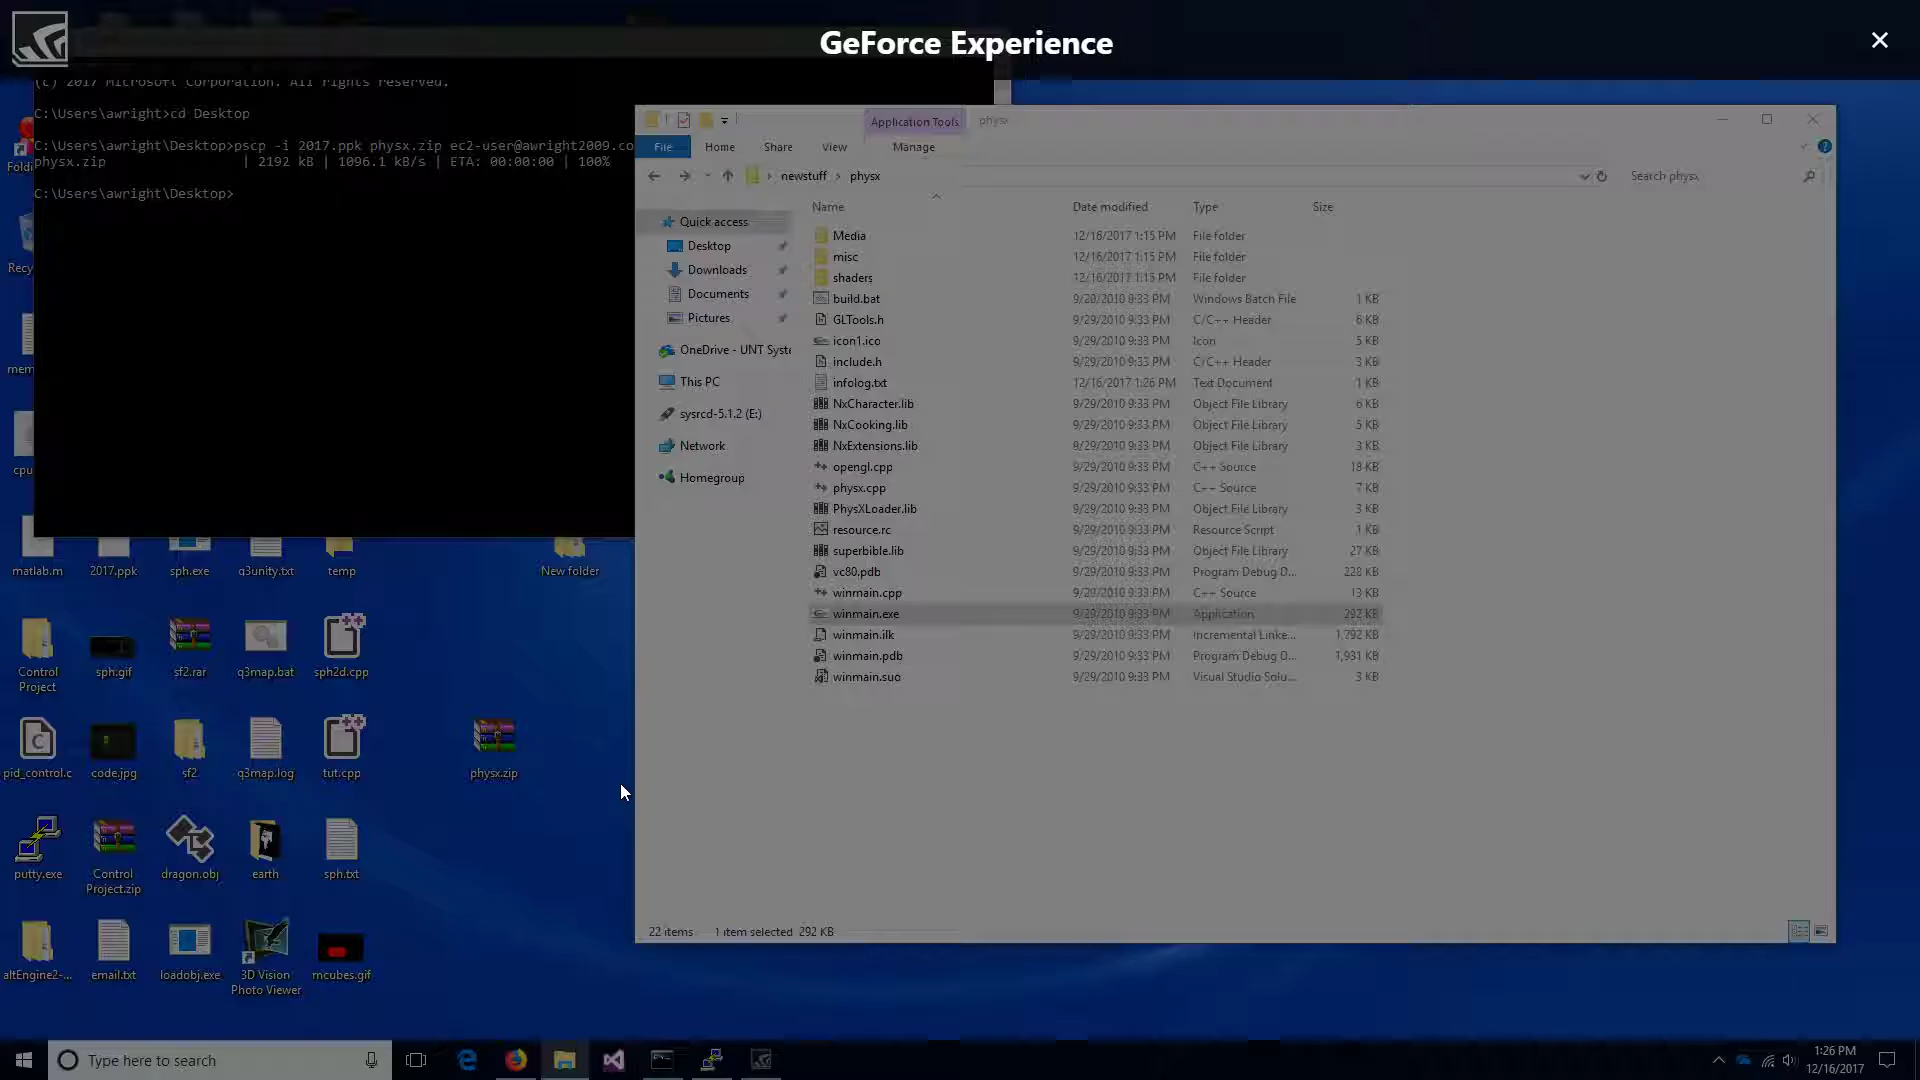 GeForce Experience
(c) 2017 Microsoft Corporation. All rights reserved.
C:\Users\awright>cd Desktop
C:\Users\awright\Desktop>pscp -i 2017.ppk physx.zip ec2-user@awright2009.co
physx.zip | 2192 kB | 1096.1 kB/s | ETA: 00:00:00 | 100%
C:\Users\awright\Desktop>
Application Tools physx
File Home Share View Manage
newstuff physx Search physx
Name Date modified Type Size
Quick access
Desktop
Downloads
Documents
Pictures
OneDrive - UNT Syste
This PC
sysrcd-5.1.2 (E:)
Network
Homegroup
Media 12/16/2017 1:15 PM File folder
misc 12/16/2017 1:15 PM File folder
shaders 12/16/2017 1:15 PM File folder
build.bat 9/29/2010 9:33 PM Windows Batch File 1 KB
GLTools.h 9/29/2010 9:33 PM C/C++ Header 6 KB
icon1.ico 9/29/2010 9:33 PM Icon 5 KB
include.h 9/29/2010 9:33 PM C/C++ Header 3 KB
infolog.txt 12/16/2017 1:26 PM Text Document 1 KB
NxCharacter.lib 9/29/2010 9:33 PM Object File Library 6 KB
NxCooking.lib 9/29/2010 9:33 PM Object File Library 5 KB
NxExtensions.lib 9/29/2010 9:33 PM Object File Library 3 KB
opengl.cpp 9/29/2010 9:33 PM C++ Source 18 KB
physx.cpp 9/29/2010 9:33 PM C++ Source 7 KB
PhysXLoader.lib 9/29/2010 9:33 PM Object File Library 3 KB
resource.rc 9/29/2010 9:33 PM Resource Script 1 KB
superbible.lib 9/29/2010 9:33 PM Object File Library 27 KB
vc80.pdb 9/29/2010 9:33 PM Program Debug D... 228 KB
winmain.cpp 9/29/2010 9:33 PM C++ Source 13 KB
winmain.exe 9/29/2010 9:33 PM Application 292 KB
winmain.ilk 9/29/2010 9:33 PM Incremental Linke... 1,792 KB
winmain.pdb 9/29/2010 9:33 PM Program Debug D... 1,931 KB
winmain.suo 9/29/2010 9:33 PM Visual Studio Solu... 3 KB
22 items 1 item selected 292 KB
Foldi
Recy
mem
cpu
matlab.m 2017.ppk sph.exe q3unity.txt temp New folder
Control
Project
sph.gif sf2.rar q3map.bat sph2d.cpp
pid_control.c code.jpg sf2 q3map.log tut.cpp physx.zip
putty.exe
Control
Project.zip
dragon.obj earth sph.txt
altEngine2-... email.txt loadobj.exe
3D Vision
Photo Viewer
mcubes.gif
Type here to search
1:26 PM
12/16/2017